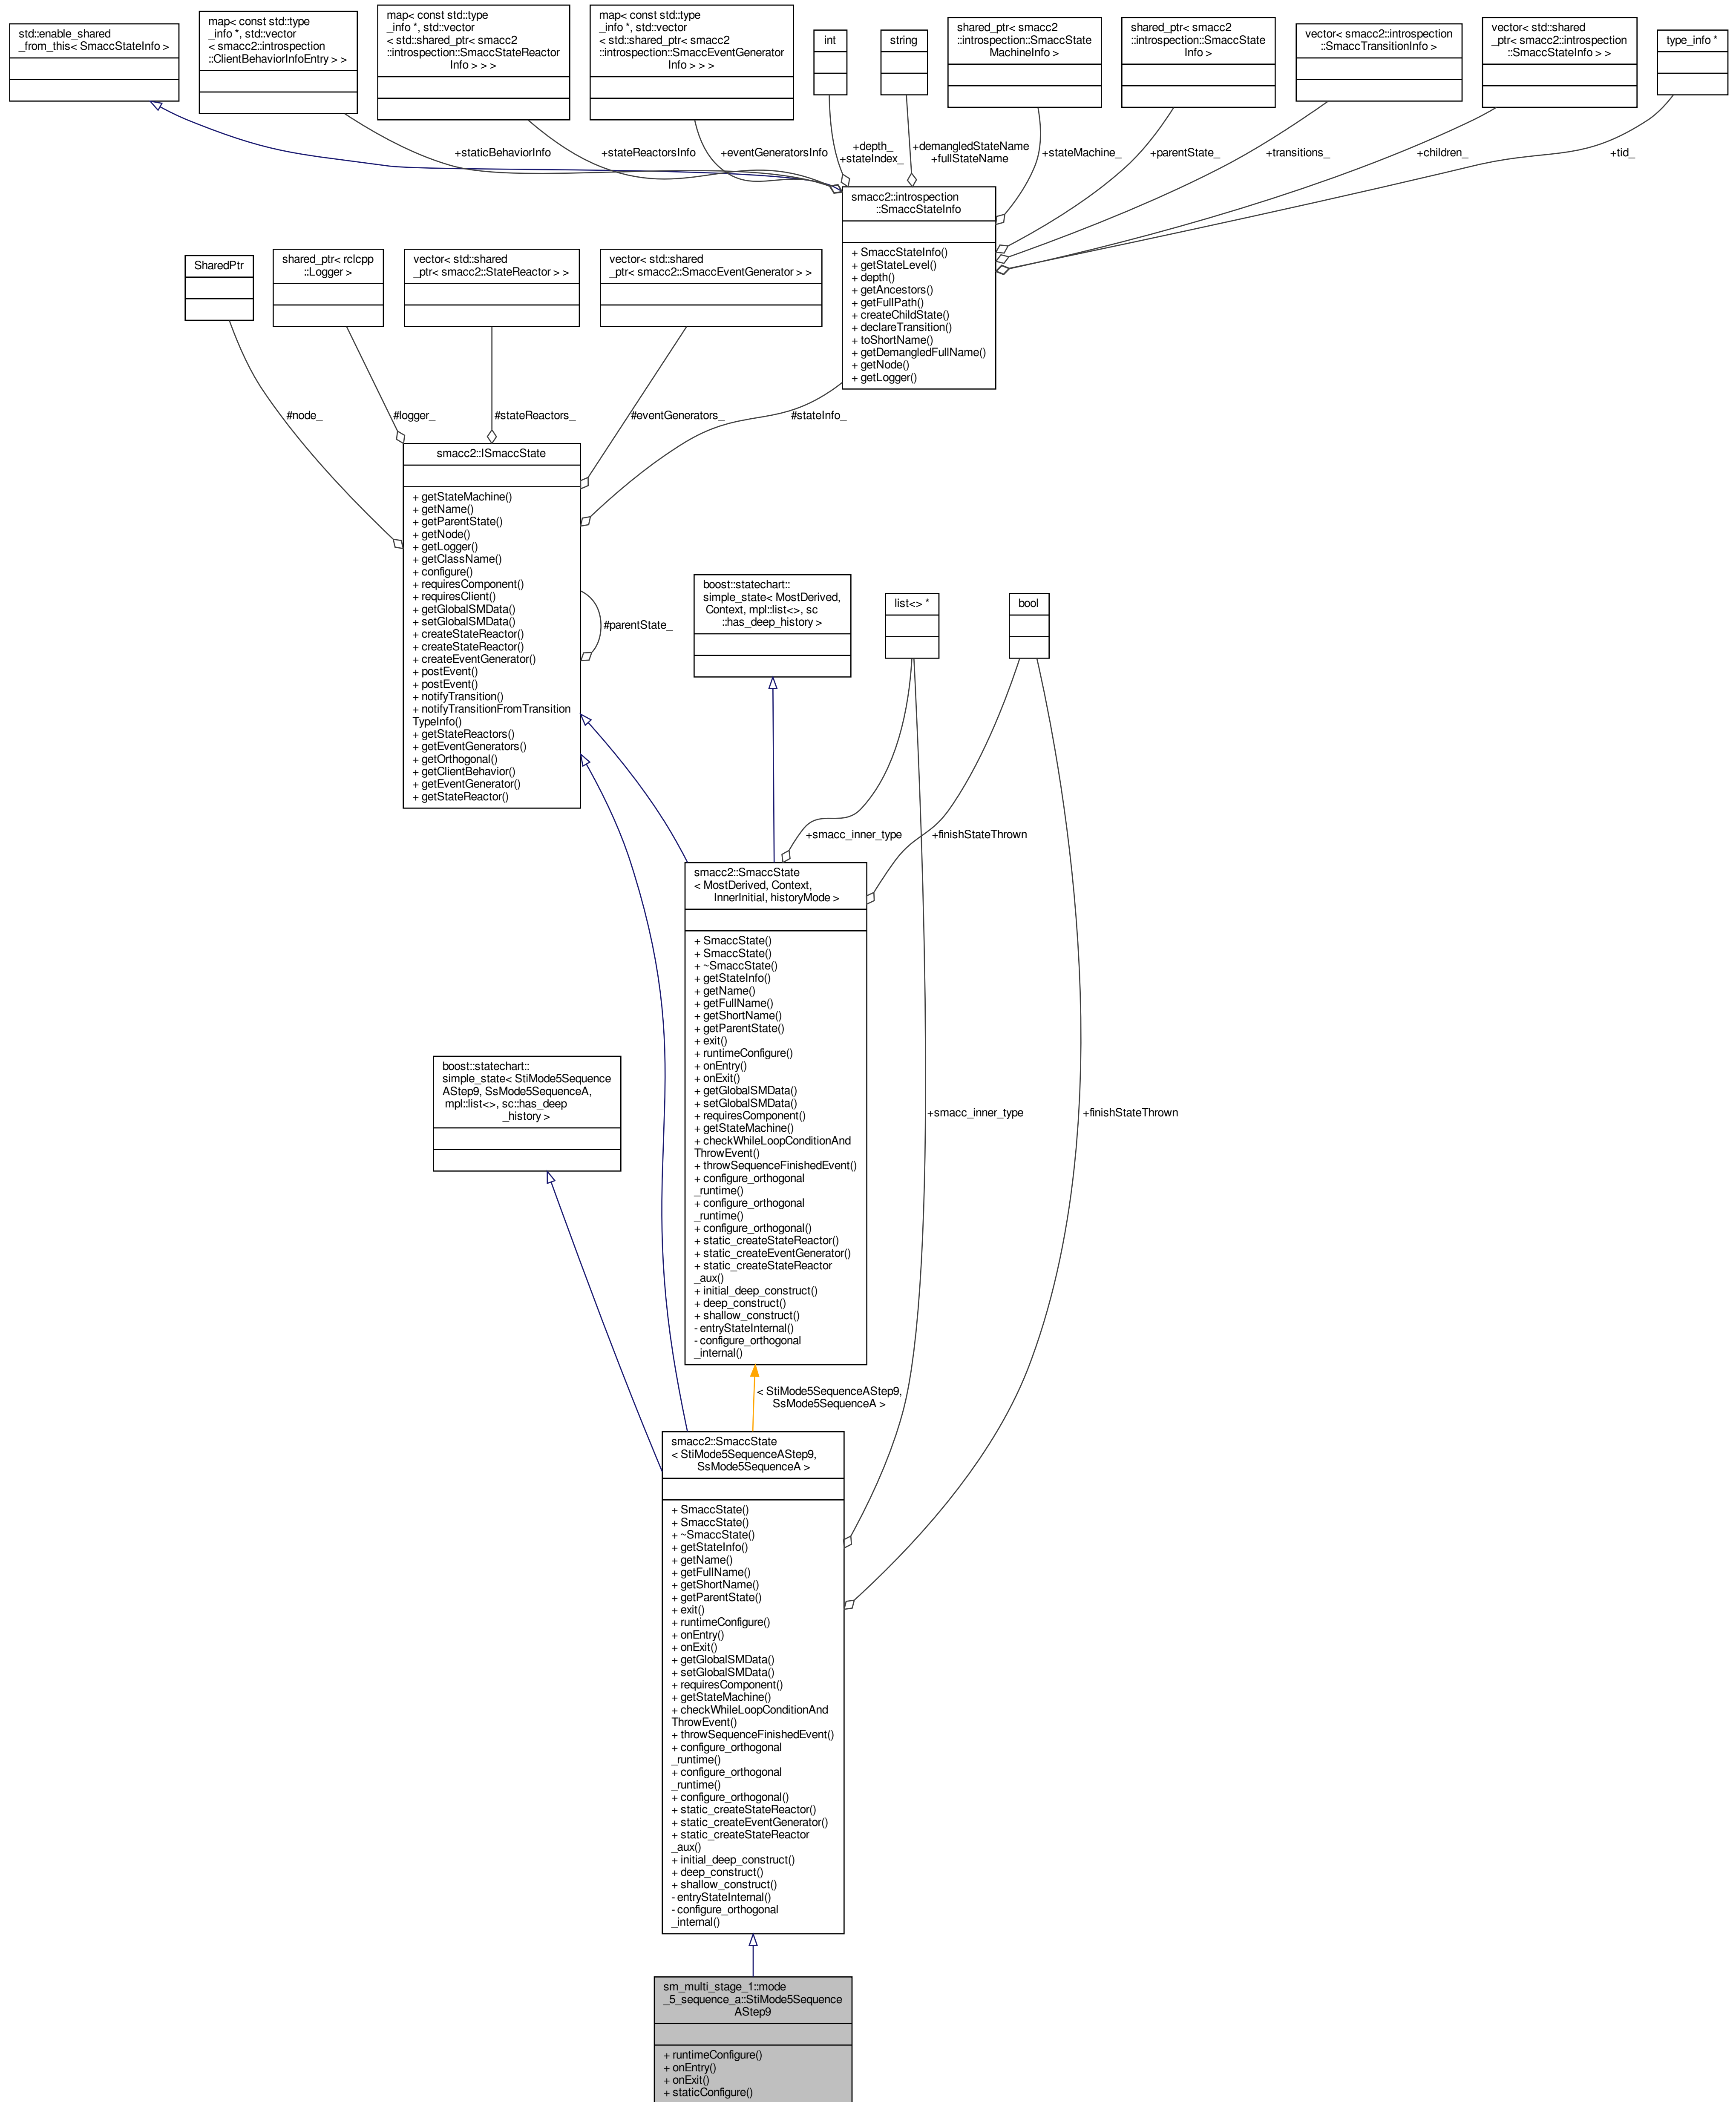 std::enable_shared
_from_this< SmaccStateInfo >
map< const std::type
_info *, std::vector
< smacc2::introspection
::ClientBehaviorInfoEntry > >
map< const std::type
_info *, std::vector
< std::shared_ptr< smacc2
::introspection::SmaccStateReactor
Info > > >
map< const std::type
_info *, std::vector
< std::shared_ptr< smacc2
::introspection::SmaccEventGenerator
Info > > >
int
string
shared_ptr< smacc2
::introspection::SmaccState
MachineInfo >
shared_ptr< smacc2
::introspection::SmaccState
Info >
vector< smacc2::introspection
::SmaccTransitionInfo >
vector< std::shared
_ptr< smacc2::introspection
::SmaccStateInfo > >
type_info *
+staticBehaviorInfo
+stateReactorsInfo
+eventGeneratorsInfo
+depth_
+stateIndex_
+demangledStateName
+fullStateName
+stateMachine_
+parentState_
+transitions_
+children_
+tid_
smacc2::introspection
::SmaccStateInfo
+ SmaccStateInfo()
+ getStateLevel()
+ depth()
+ getAncestors()
+ getFullPath()
+ createChildState()
+ declareTransition()
+ toShortName()
+ getDemangledFullName()
+ getNode()
+ getLogger()
SharedPtr
shared_ptr< rclcpp
::Logger >
vector< std::shared
_ptr< smacc2::StateReactor > >
vector< std::shared
_ptr< smacc2::SmaccEventGenerator > >
#node_
#logger_
#stateReactors_
#eventGenerators_
#stateInfo_
smacc2::ISmaccState
+ getStateMachine()
+ getName()
+ getParentState()
+ getNode()
+ getLogger()
+ getClassName()
+ configure()
+ requiresComponent()
+ requiresClient()
+ getGlobalSMData()
+ setGlobalSMData()
+ createStateReactor()
+ createStateReactor()
+ createEventGenerator()
+ postEvent()
+ postEvent()
+ notifyTransition()
+ notifyTransitionFromTransition
TypeInfo()
+ getStateReactors()
+ getEventGenerators()
+ getOrthogonal()
+ getClientBehavior()
+ getEventGenerator()
+ getStateReactor()
#parentState_
boost::statechart::
simple_state< MostDerived,
Context, mpl::list<>, sc
::has_deep_history >
list<> *
bool
+smacc_inner_type
+finishStateThrown
smacc2::SmaccState
< MostDerived, Context,
InnerInitial, historyMode >
+ SmaccState()
+ SmaccState()
+ ~SmaccState()
+ getStateInfo()
+ getName()
+ getFullName()
+ getShortName()
+ getParentState()
+ exit()
+ runtimeConfigure()
+ onEntry()
+ onExit()
+ getGlobalSMData()
+ setGlobalSMData()
+ requiresComponent()
+ getStateMachine()
+ checkWhileLoopConditionAnd
ThrowEvent()
+ throwSequenceFinishedEvent()
+ configure_orthogonal
_runtime()
+ configure_orthogonal
_runtime()
+ configure_orthogonal()
+ static_createStateReactor()
+ static_createEventGenerator()
+ static_createStateReactor
_aux()
+ initial_deep_construct()
+ deep_construct()
+ shallow_construct()
- entryStateInternal()
- configure_orthogonal
_internal()
boost::statechart::
simple_state< StiMode5Sequence
AStep9, SsMode5SequenceA,
mpl::list<>, sc::has_deep
_history >
+smacc_inner_type
+finishStateThrown
< StiMode5SequenceAStep9,
SsMode5SequenceA >
smacc2::SmaccState
< StiMode5SequenceAStep9,
SsMode5SequenceA >
+ SmaccState()
+ SmaccState()
+ ~SmaccState()
+ getStateInfo()
+ getName()
+ getFullName()
+ getShortName()
+ getParentState()
+ exit()
+ runtimeConfigure()
+ onEntry()
+ onExit()
+ getGlobalSMData()
+ setGlobalSMData()
+ requiresComponent()
+ getStateMachine()
+ checkWhileLoopConditionAnd
ThrowEvent()
+ throwSequenceFinishedEvent()
+ configure_orthogonal
_runtime()
+ configure_orthogonal
_runtime()
+ configure_orthogonal()
+ static_createStateReactor()
+ static_createEventGenerator()
+ static_createStateReactor
_aux()
+ initial_deep_construct()
+ deep_construct()
+ shallow_construct()
- entryStateInternal()
- configure_orthogonal
_internal()
sm_multi_stage_1::mode
_5_sequence_a::StiMode5Sequence
AStep9
+ runtimeConfigure()
+ onEntry()
+ onExit()
+ staticConfigure()